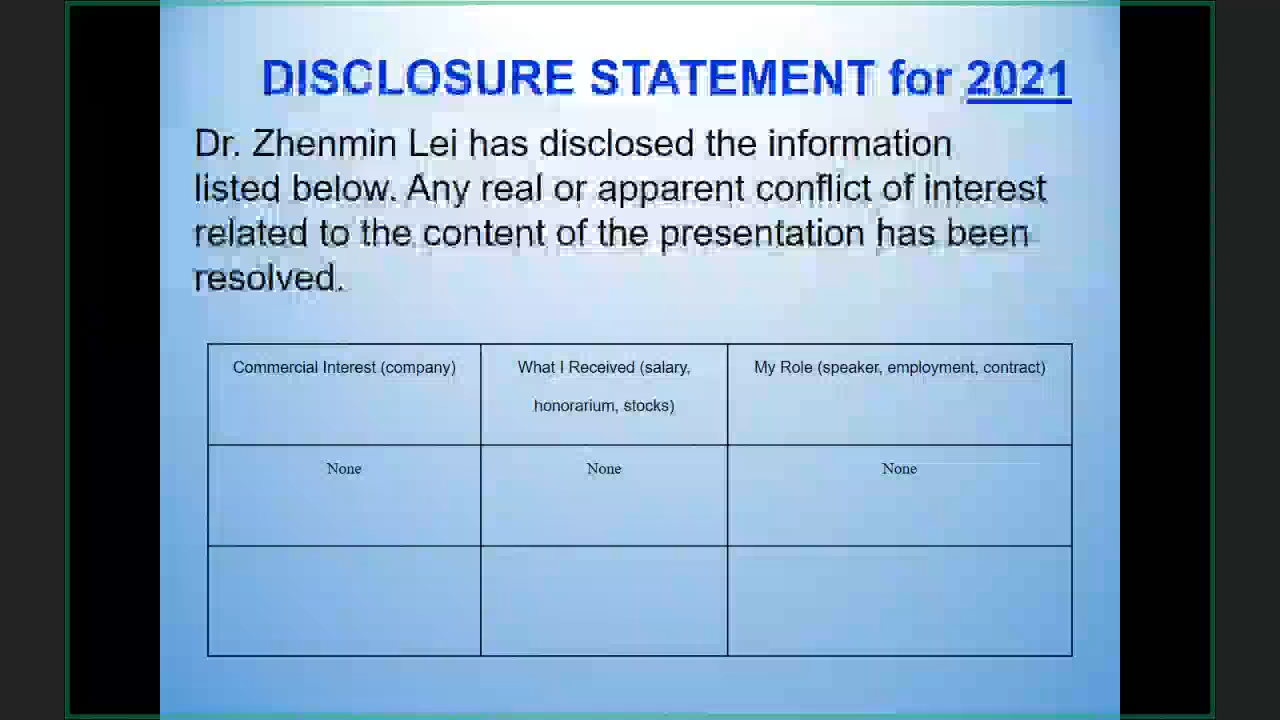 DISCLOSURE STATEMENT for 2021
Dr. Zhenmin Lei has disclosed the information
listed below. Any real or apparent conflict of interest
related to the content of the presentation has been
resolved.
Commercial Interest (company)
What I Received (salary,
honorarium, stocks)
My Role (speaker, employment, contract)
None
None
None